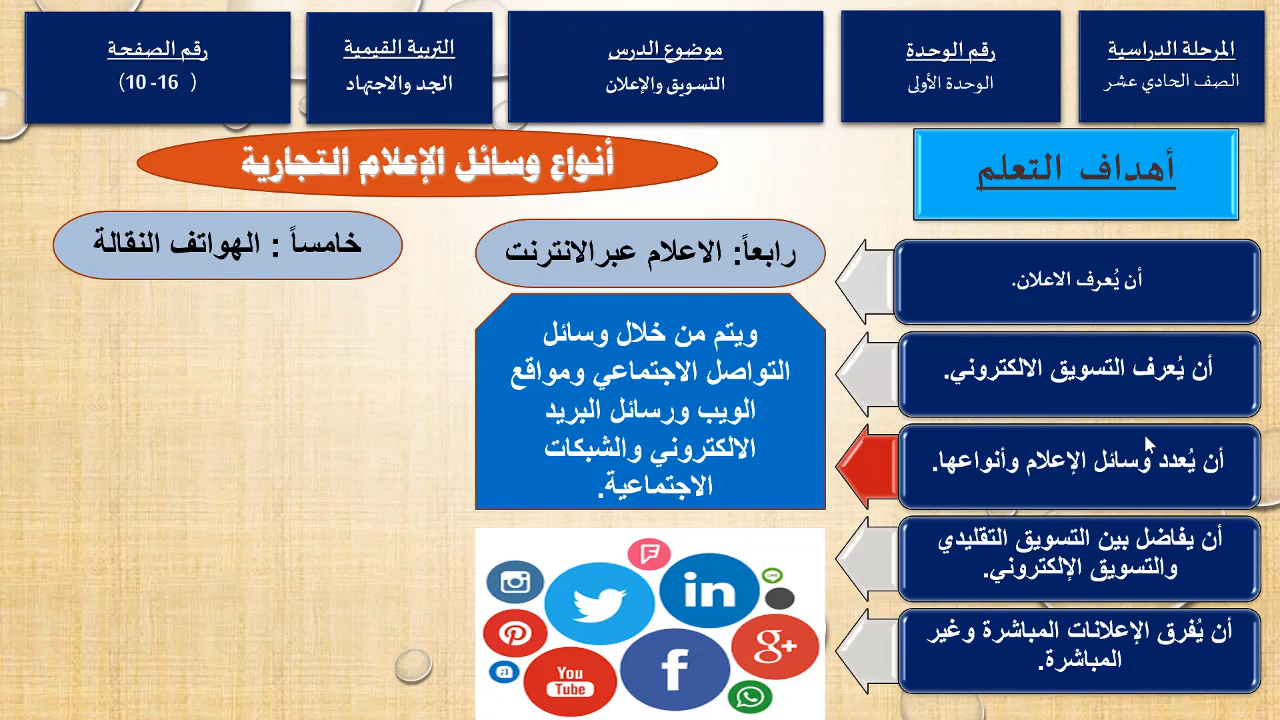 المرحلة الدراسية
الصف الحادي عشر
رقم الوحدة
الوحدة الأولى
موضوع الدرس
التسويق والإعلان
التربية القيمية
الجد والاجتهاد
رقم الصفحة
( 10-16)
أهداف التعلم
أن يُعرف الاعلان.
أن يُعرف التسويق الالكتروني.
أن يُعدد وسائل الإعلام وأنواعها.
أن يفاضل بين التسويق التقليدي
والتسويق الإلكتروني.
أن يُفرق الإعلانات المباشرة وغير
المباشرة.
أنواع وسائل الإعلام التجارية
رابعاً: الاعلام عبرالانترنت
ويتم من خلال وسائل
التواصل الاجتماعي ومواقع
الويب ورسائل البريد
الالكتروني والشبكات
الاجتماعية.
in
g+
f
You
Tube
خامساً : الهواتف النقالة